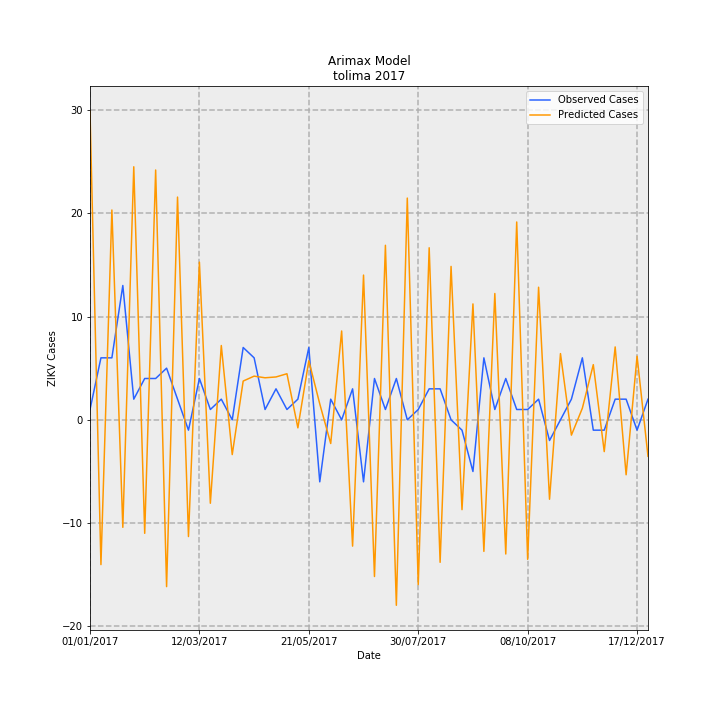 Arimax Model
tolima 2017
Observed Cases
Predicted Cases
30
20
10
0
−10
−20
ZIKV Cases
01/01/2017
12/03/2017
21/05/2017
30/07/2017
08/10/2017
17/12/2017
Date